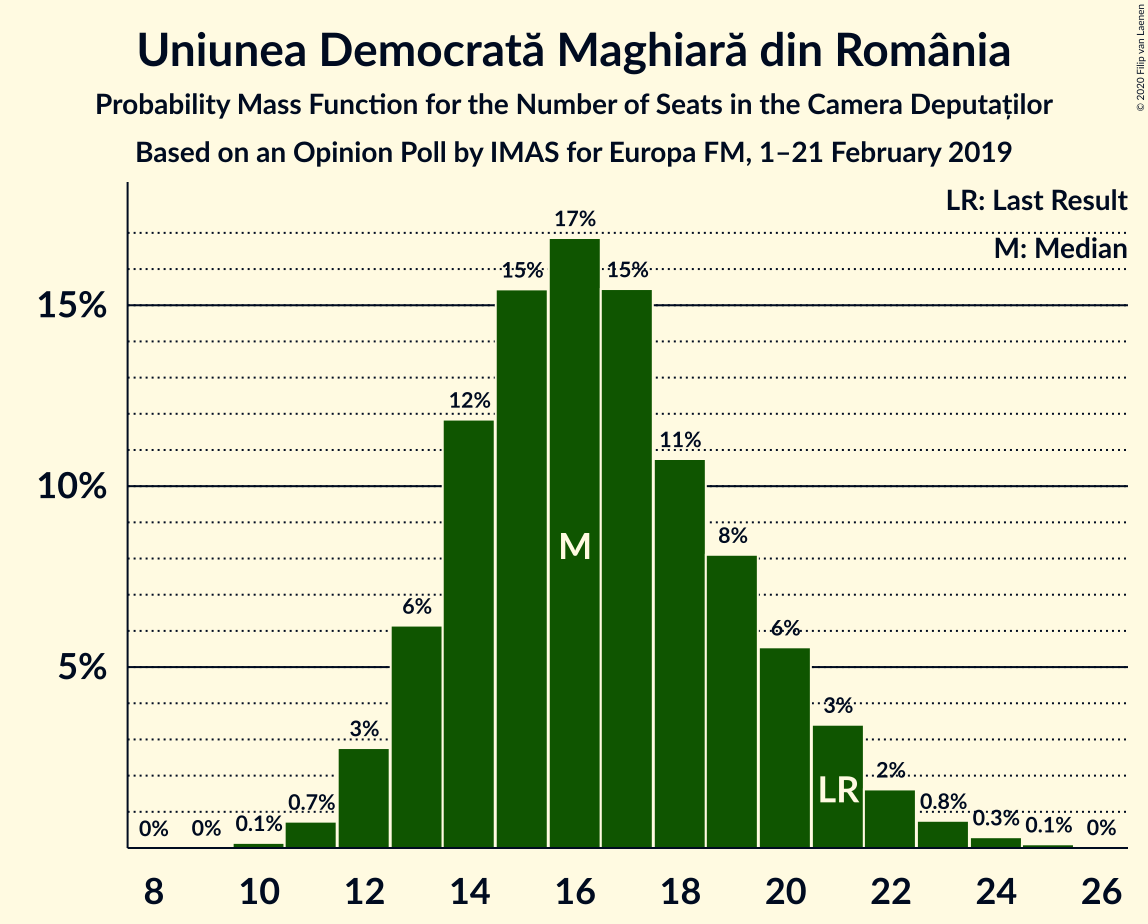 Uniunea Democrată Maghiară din România
Probability Mass Function for the Number of Seats in the Camera Deputaților
Based on an Opinion Poll by IMAS for Europa FM, 1–21 February 2019
© 2020 Filip van Laenen
LR: Last Result
M: Median
15%
10%
5%
0%
0%
0.1%
0.7%
3%
6%
12%
15%
17%
15%
11%
8%
6%
3%
2%
0.8%
0.3%
0.1%
0%
M
LR
8 10 12 14 16 18 20 22 24 26